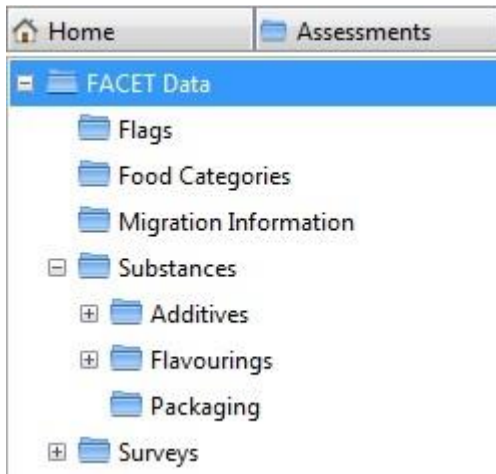 Home Assessments
FACET Data
Flags
Food Categories
Migration Information
Substances
Additives
Flavourings
Packaging
Surveys